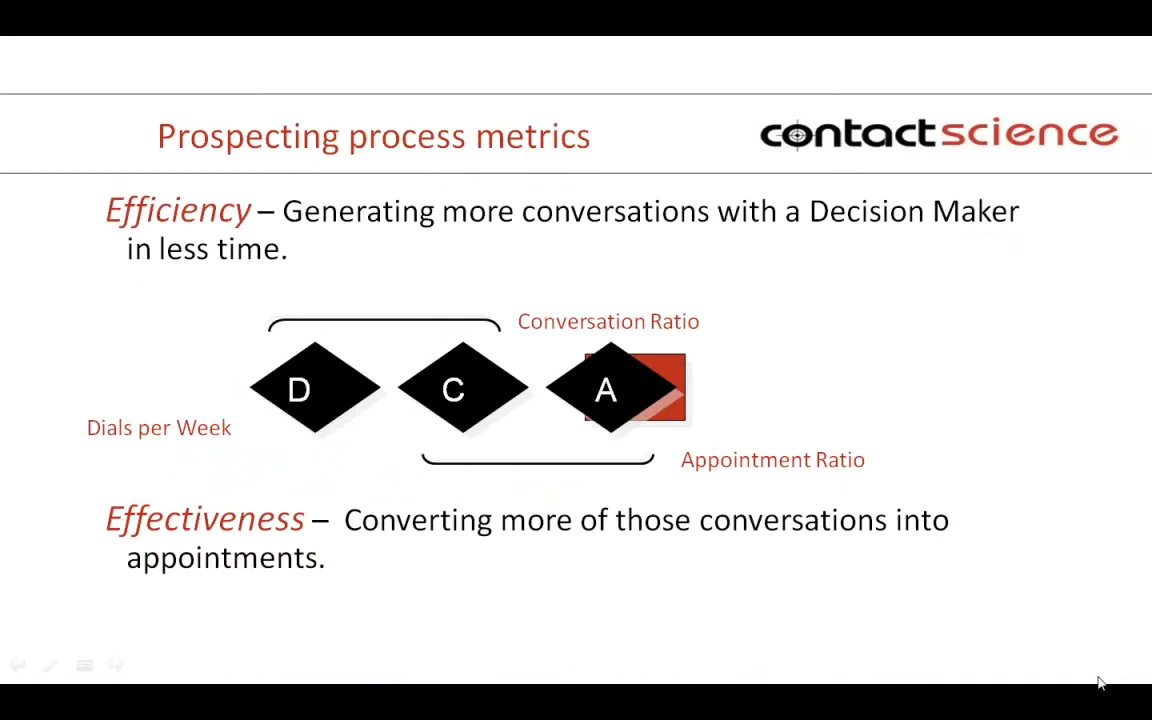 Prospecting process metrics
contactscience
Efficiency – Generating more conversations with a Decision Maker
in less time.
Conversation Ratio
D C A
Dials per Week
Appointment Ratio
Effectiveness – Converting more of those conversations into
appointments.